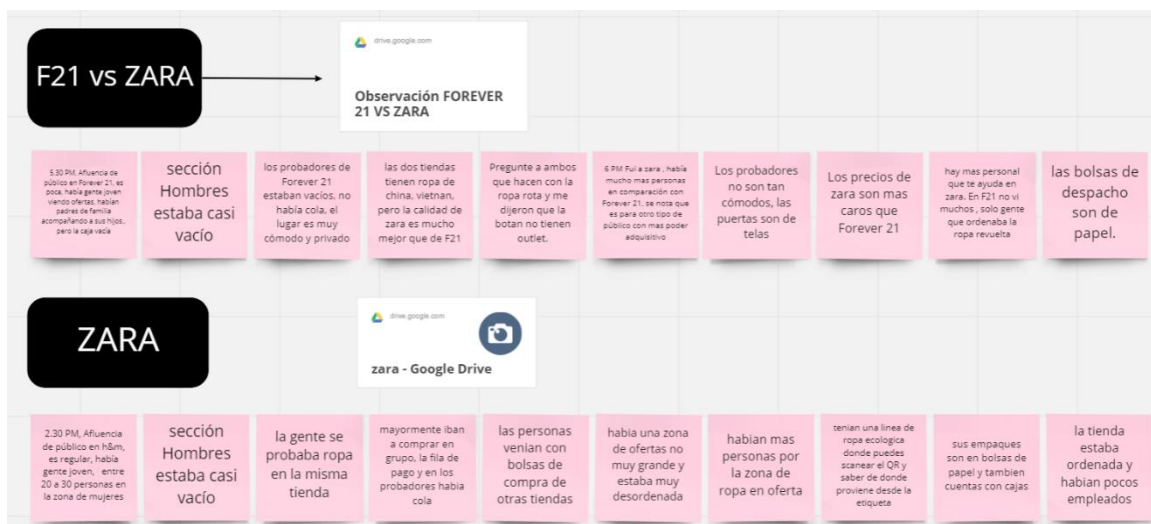 F21 vs ZARA
drive.google.com
Observación FOREVER
21 VS ZARA
5.30 PM, Afluencia de
público en Forever 21, es
poca, había gente joven
viendo ofertas, habían
padres de familia
acompañando a sus hijos,
pero la caja vacía
sección
Hombres
estaba casi
vacío
los probadores de
Forever 21
estaban vacíos, no
había cola, el
lugar es muy
cómodo y privado
las dos tiendas
tienen ropa de
china, vietnan,
pero la calidad de
zara es mucho
mejor que de F21
Pregunte a ambos
que hacen con la
ropa rota y me
dijeron que la
botan no tienen
outlet.
6 PM Fui a zara , había
mucho mas personas
en comparación con
Forever 21, se nota que
es para otro tipo de
público con mas poder
adquisitivo
Los probadores
no son tan
cómodos, las
puertas son de
telas
Los precios de
zara son mas
caros que
Forever 21
hay mas personal
que te ayuda en
zara. En F21 no vi
muchos , solo gente
que ordenaba la
ropa revuelta
las bolsas de
despacho
son de
papel.
ZARA
drive.google.com
zara - Google Drive
2.30 PM, Afluencia
de público en h&m,
es regular, había
gente joven, entre
20 a 30 personas en
la zona de mujeres
sección
Hombres
estaba casi
vacío
la gente se
probaba ropa
en la misma
tienda
mayormente iban
a comprar en
grupo, la fila de
pago y en los
probadores habia
cola
las personas
venian con
bolsas de
compra de
otras tiendas
habia una zona
de ofertas no
muy grande y
estaba muy
desordenada
habian mas
personas por
la zona de
ropa en oferta
tenian una linea de
ropa ecologica
donde puedes
scanear el QR y
saber de donde
proviene desde la
etiqueta
sus empaques
son en bolsas de
papel y tambien
cuentas con cajas
la tienda
estaba
ordenada y
habian pocos
empleados